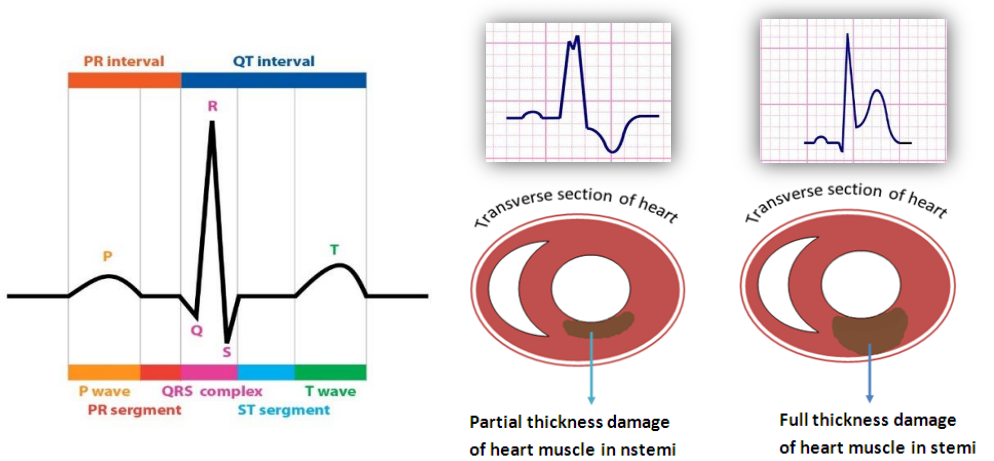 PR interval
QT interval
R
P
T
Q
S
P wave
QRS complex
T wave
PR sergment
ST sergment
Transverse section of heart
Partial thickness damage
of heart muscle in nstemi
Transverse section of heart
Full thickness damage
of heart muscle in stemi